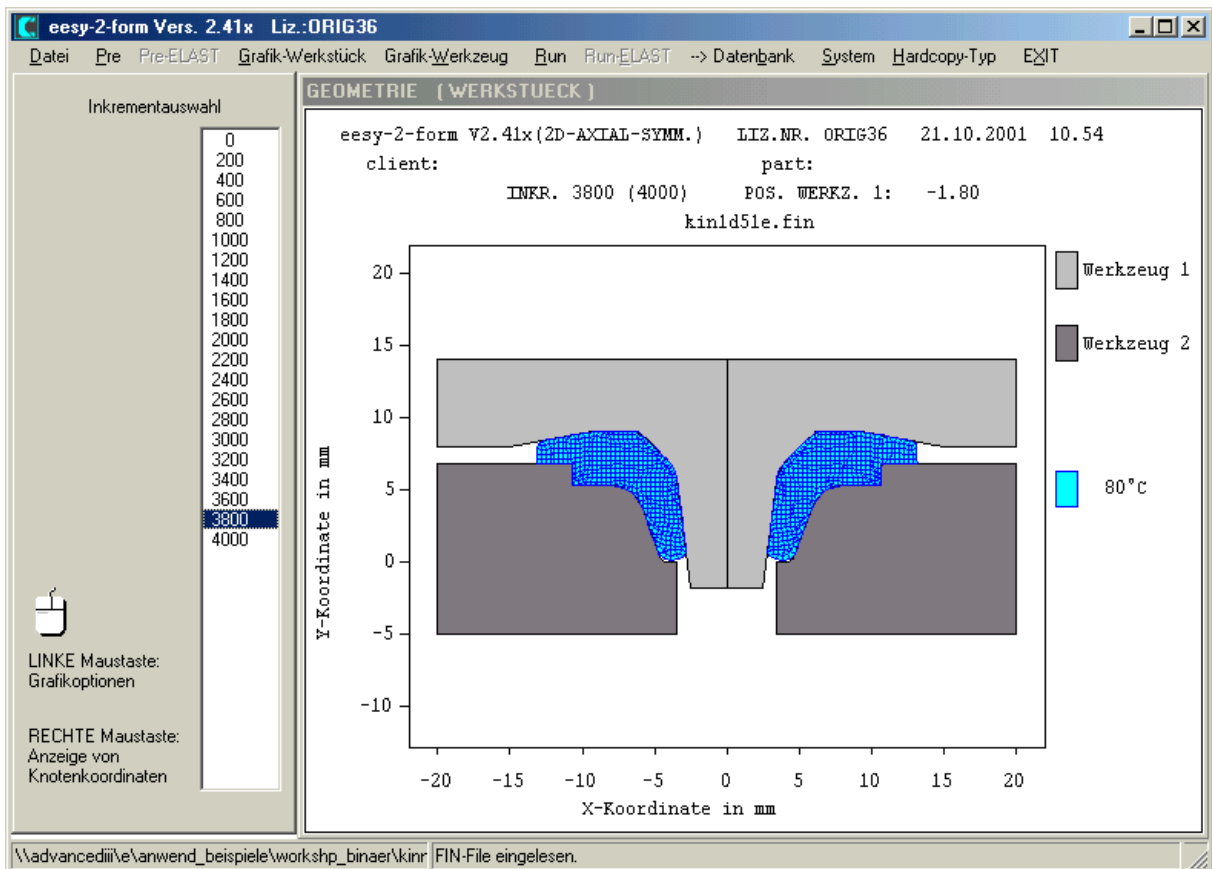 eesy-2-form Vers. 2.41x Liz.:ORIG36
Datei Pre Pre-ELAST Grafik-Werkstück Grafik-Werkzeug Run Run-ELAST --> Datenbank System Hardcopy-Typ EXIT
Inkrementauswahl
0
200
400
600
800
1000
1200
1400
1600
1800
2000
2200
2400
2600
2800
3000
3200
3400
3600
3800
4000
LINKE Maustaste:
Grafikoptionen
RECHTE Maustaste:
Anzeige von
Knotenkoordinaten
GEOMETRIE (WERKSTUECK)
eesy-2-form V2.41x(2D-AXIAL-SYMM.) LIZ.NR. ORIG36 21.10.2001 10.54
client: part:
INKR. 3800 (4000) POS. WERKZ. 1: -1.80
kin1d51e.fin
Y-Koordinate in mm
20
15
10
5
0
-5
-10
-20 -15 -10 -5 0 5 10 15 20
X-Koordinate in mm
Werkzeug 1
Werkzeug 2
80°C
\\advancediii\e\anwend_beispiele\workshp_binaer\kinr FIN-File eingelesen.